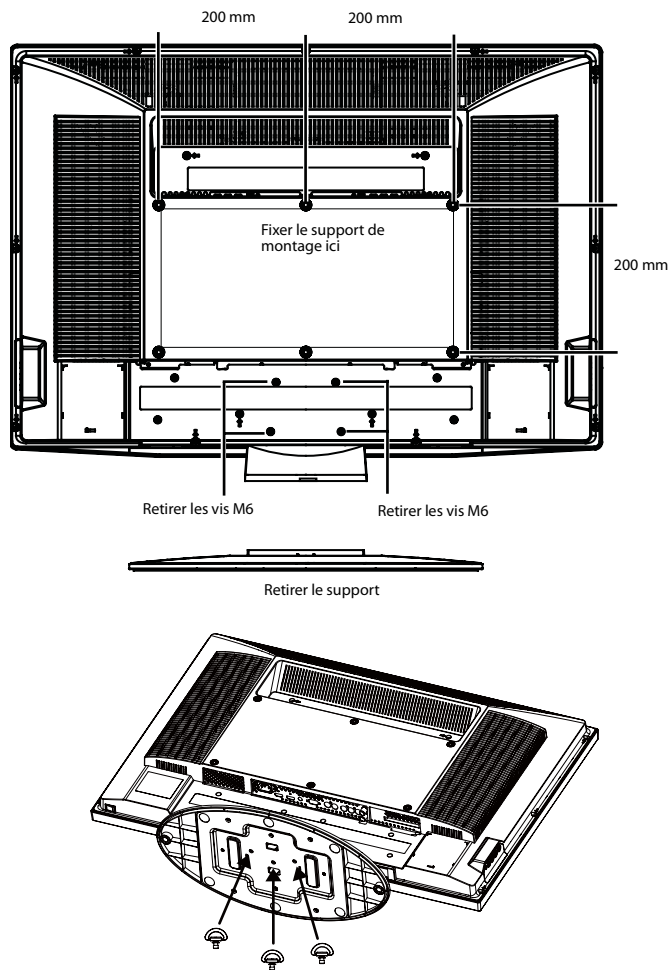 200 mm
200 mm
Fixer le support de
montage ici
200 mm
Retirer les vis M6
Retirer les vis M6
Retirer le support